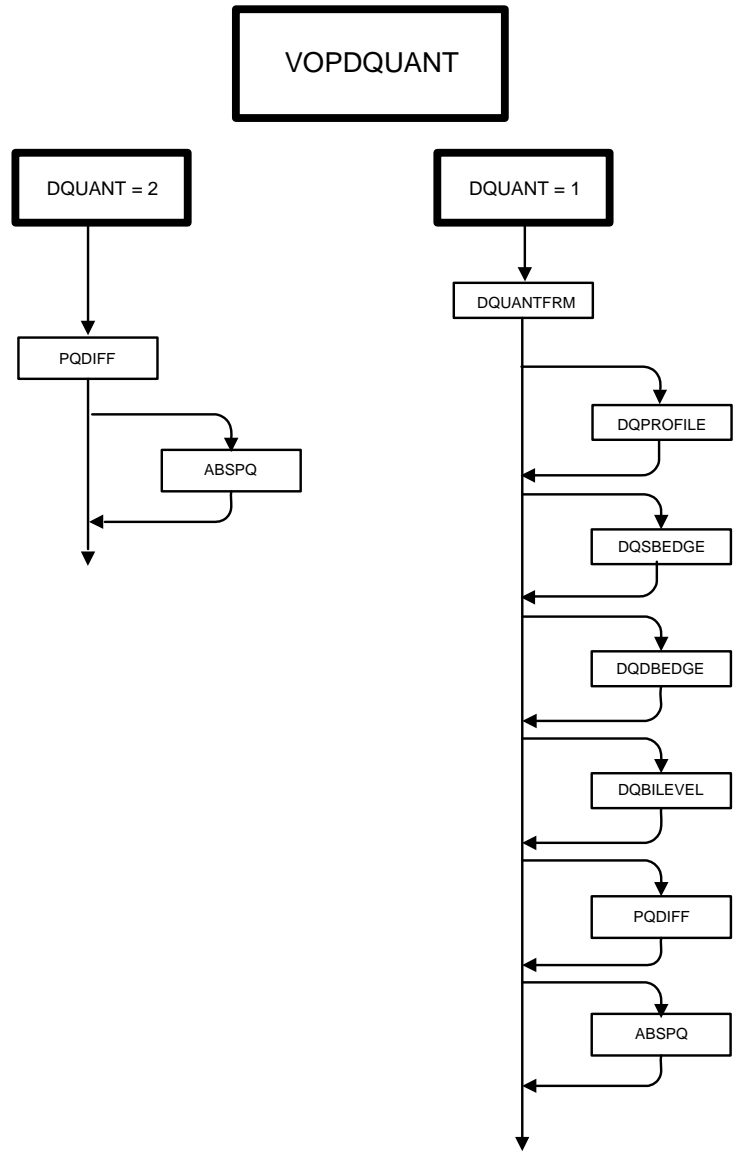 VOPDQUANT
DQUANT = 2
PQDIFF
ABSPQ
DQUANT = 1
DQUANTFRM
DQPROFILE
DQSBEDGE
DQDBEDGE
DQBILEVEL
PQDIFF
ABSPQ